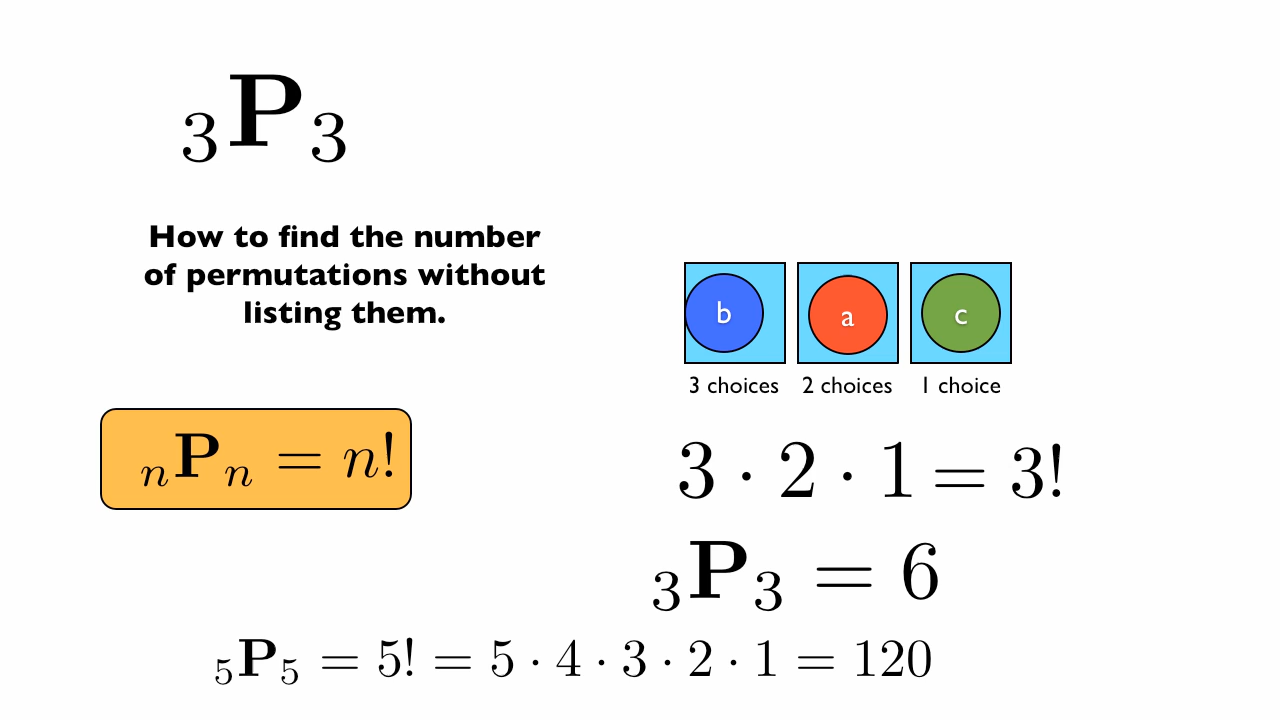 ₃P₃
How to find the number
of permutations without
listing them.
b a c
3 choices 2 choices 1 choice
ₙPₙ = n!
3 · 2 · 1 = 3!
₃P₃ = 6
₅P₅ = 5! = 5 · 4 · 3 · 2 · 1 = 120